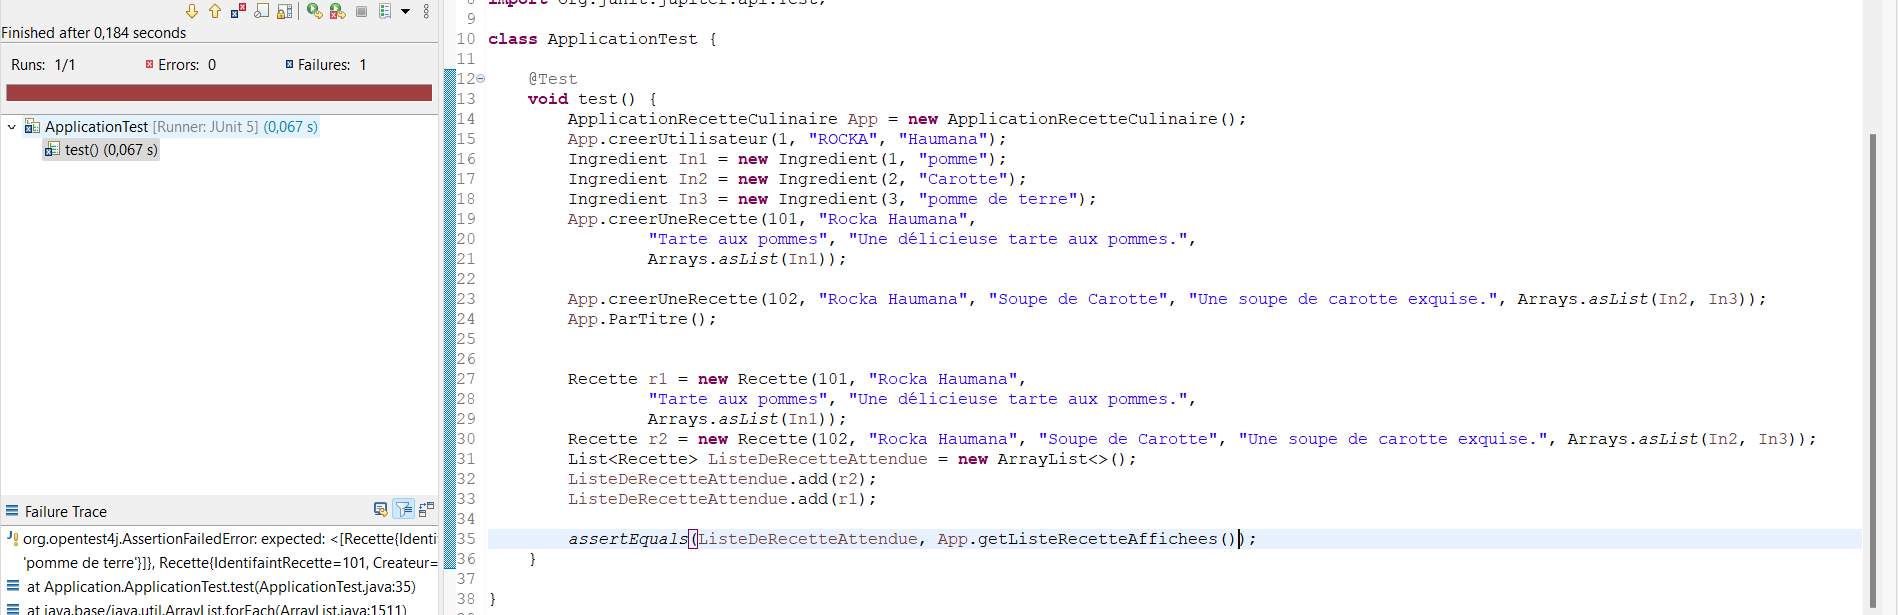 Finished after 0,184 seconds
Runs: 1/1 Errors: 0 Failures: 1
ApplicationTest [Runner: JUnit 5] (0,067 s)
test() (0,067 s)
Failure Trace
org.opentest4j.AssertionFailedError: expected: <[Recette{Identi
'pomme de terre'}]}, Recette{IdentifaintRecette=101, Createur=
at Application.ApplicationTest.test(ApplicationTest.java:35)
at java.base/java.util.ArrayList.forEach(ArrayList.java:1511)
8 import org.junit.jupiter.api.Test;
9
10 class ApplicationTest {
11
12 @Test
13 void test() {
14 ApplicationRecetteCulinaire App = new ApplicationRecetteCulinaire();
15 App.creerUtilisateur(1, "ROCKA", "Haumana");
16 Ingredient In1 = new Ingredient(1, "pomme");
17 Ingredient In2 = new Ingredient(2, "Carotte");
18 Ingredient In3 = new Ingredient(3, "pomme de terre");
19 App.creerUneRecette(101, "Rocka Haumana",
20 "Tarte aux pommes", "Une délicieuse tarte aux pommes.",
21 Arrays.asList(In1));
22
23 App.creerUneRecette(102, "Rocka Haumana", "Soupe de Carotte", "Une soupe de carotte exquise.", Arrays.asList(In2, In3));
24 App.ParTitre();
25
26
27 Recette r1 = new Recette(101, "Rocka Haumana",
28 "Tarte aux pommes", "Une délicieuse tarte aux pommes.",
29 Arrays.asList(In1));
30 Recette r2 = new Recette(102, "Rocka Haumana", "Soupe de Carotte", "Une soupe de carotte exquise.", Arrays.asList(In2, In3));
31 List<Recette> ListeDeRecetteAttendue = new ArrayList<>();
32 ListeDeRecetteAttendue.add(r2);
33 ListeDeRecetteAttendue.add(r1);
34
35 assertEquals(ListeDeRecetteAttendue, App.getListeRecetteAffichees());
36 }
37
38 }